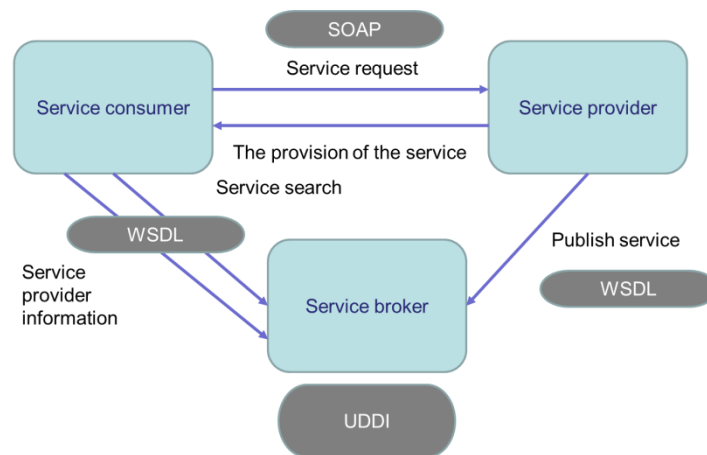 SOAP
Service request
Service consumer
Service provider
The provision of the service
Service search
WSDL
Publish service
Service
provider
information
WSDL
Service broker
UDDI